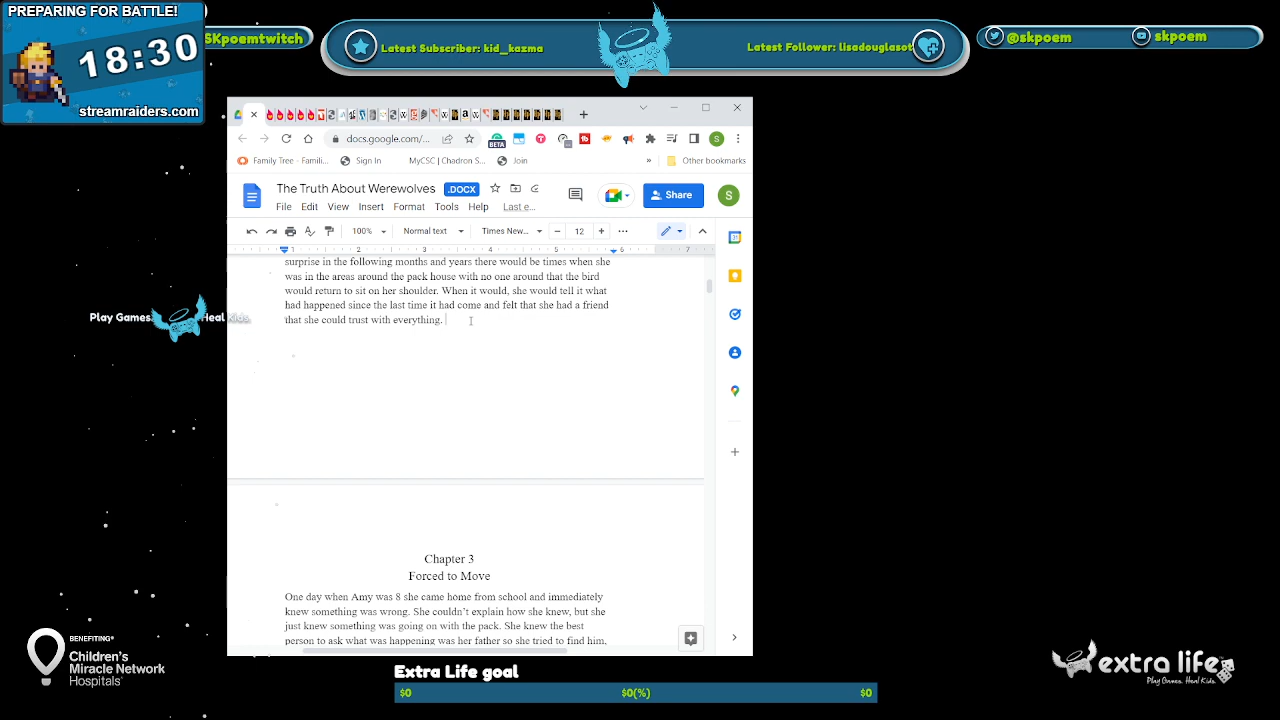 PREPARING FOR BATTLE!
18:30
streamraiders.com
SKpoemtwitch
Latest Subscriber: kid_kazma
Latest Follower: lisadouglasot
@skpoem
skpoem
docs.google.com/...
BETA
Family Tree - Famili...
Sign In
MyCSC | Chadron S...
Join
»
Other bookmarks
The Truth About Werewolves
.DOCX
Share
S
File Edit View Insert Format Tools Help Last e...
100% Normal text Times New... 12
1 2 3 4 5 6 7
surprise in the following months and years there would be times when she
was in the areas around the pack house with no one around that the bird
would return to sit on her shoulder. When it would, she would tell it what
had happened since the last time it had come and felt that she had a friend
that she could trust with everything.
Play Games. Heal Kids.
Chapter 3
Forced to Move
One day when Amy was 8 she came home from school and immediately
knew something was wrong. She couldn't explain how she knew, but she
just knew something was going on with the pack. She knew the best
person to ask what was happening was her father so she tried to find him,
BENEFITING®
Children's
Miracle Network
Hospitals
Extra Life goal
$0 $0(%) $0
extra life
Play Games. Heal Kids.